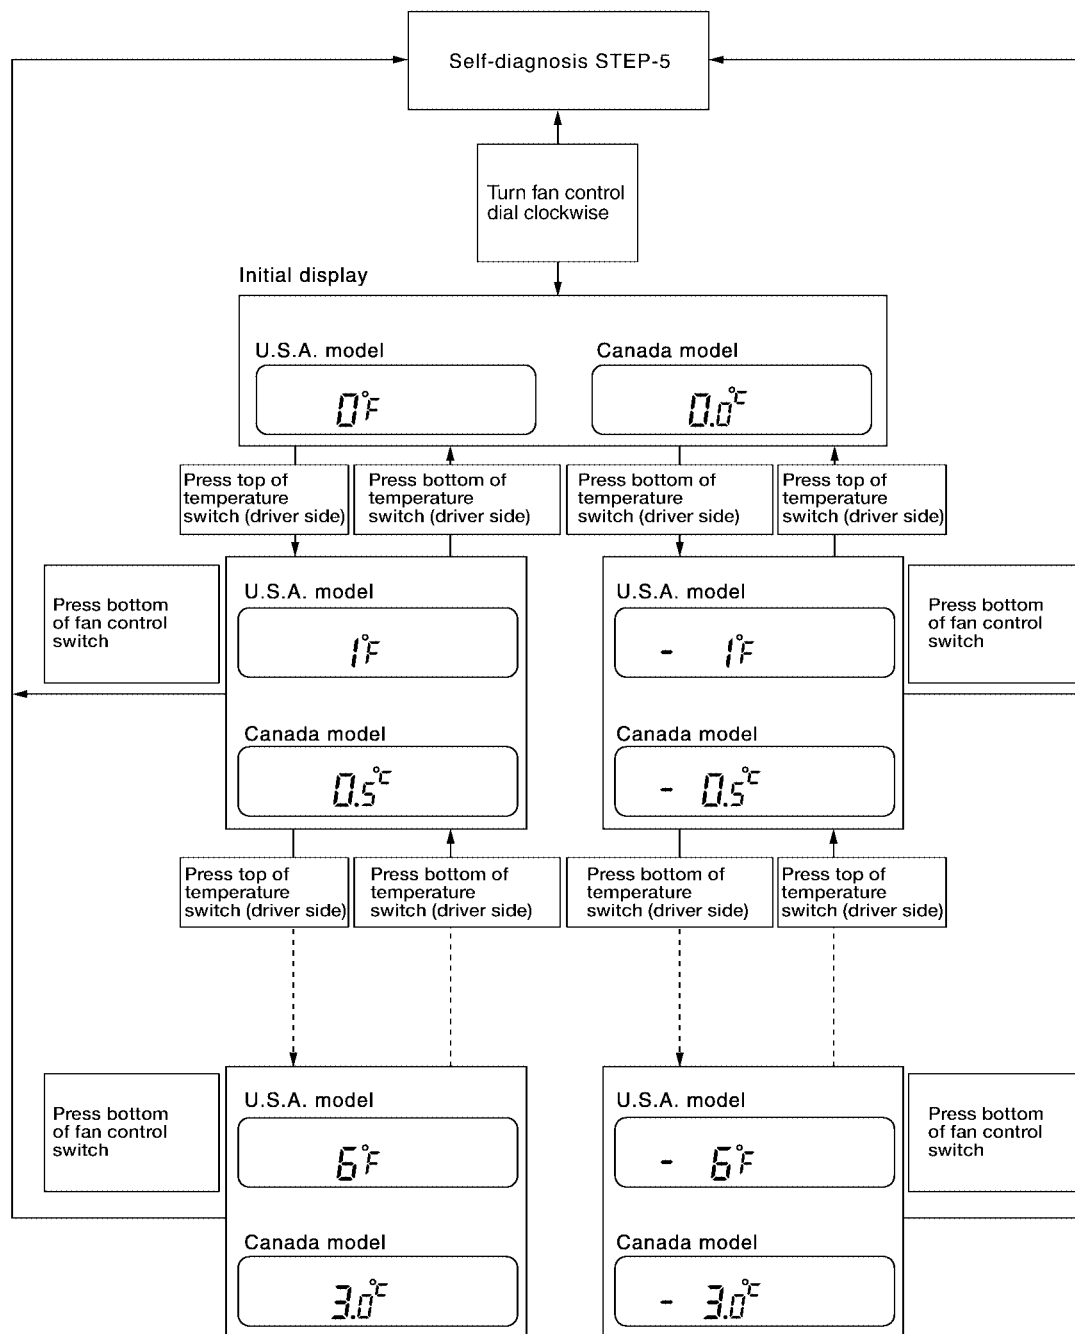 Self-diagnosis STEP-5
Turn fan control
dial clockwise
Initial display
U.S.A. model
Canada model
0°F
0.0°C
Press top of
temperature
switch (driver side)
Press bottom of
temperature
switch (driver side)
Press bottom of
temperature
switch (driver side)
Press top of
temperature
switch (driver side)
Press bottom
of fan control
switch
U.S.A. model
1°F
Canada model
0.5°C
U.S.A. model
- 1°F
Canada model
- 0.5°C
Press bottom
of fan control
switch
Press top of
temperature
switch (driver side)
Press bottom of
temperature
switch (driver side)
Press bottom of
temperature
switch (driver side)
Press top of
temperature
switch (driver side)
Press bottom
of fan control
switch
U.S.A. model
6°F
Canada model
3.0°C
U.S.A. model
- 6°F
Canada model
- 3.0°C
Press bottom
of fan control
switch